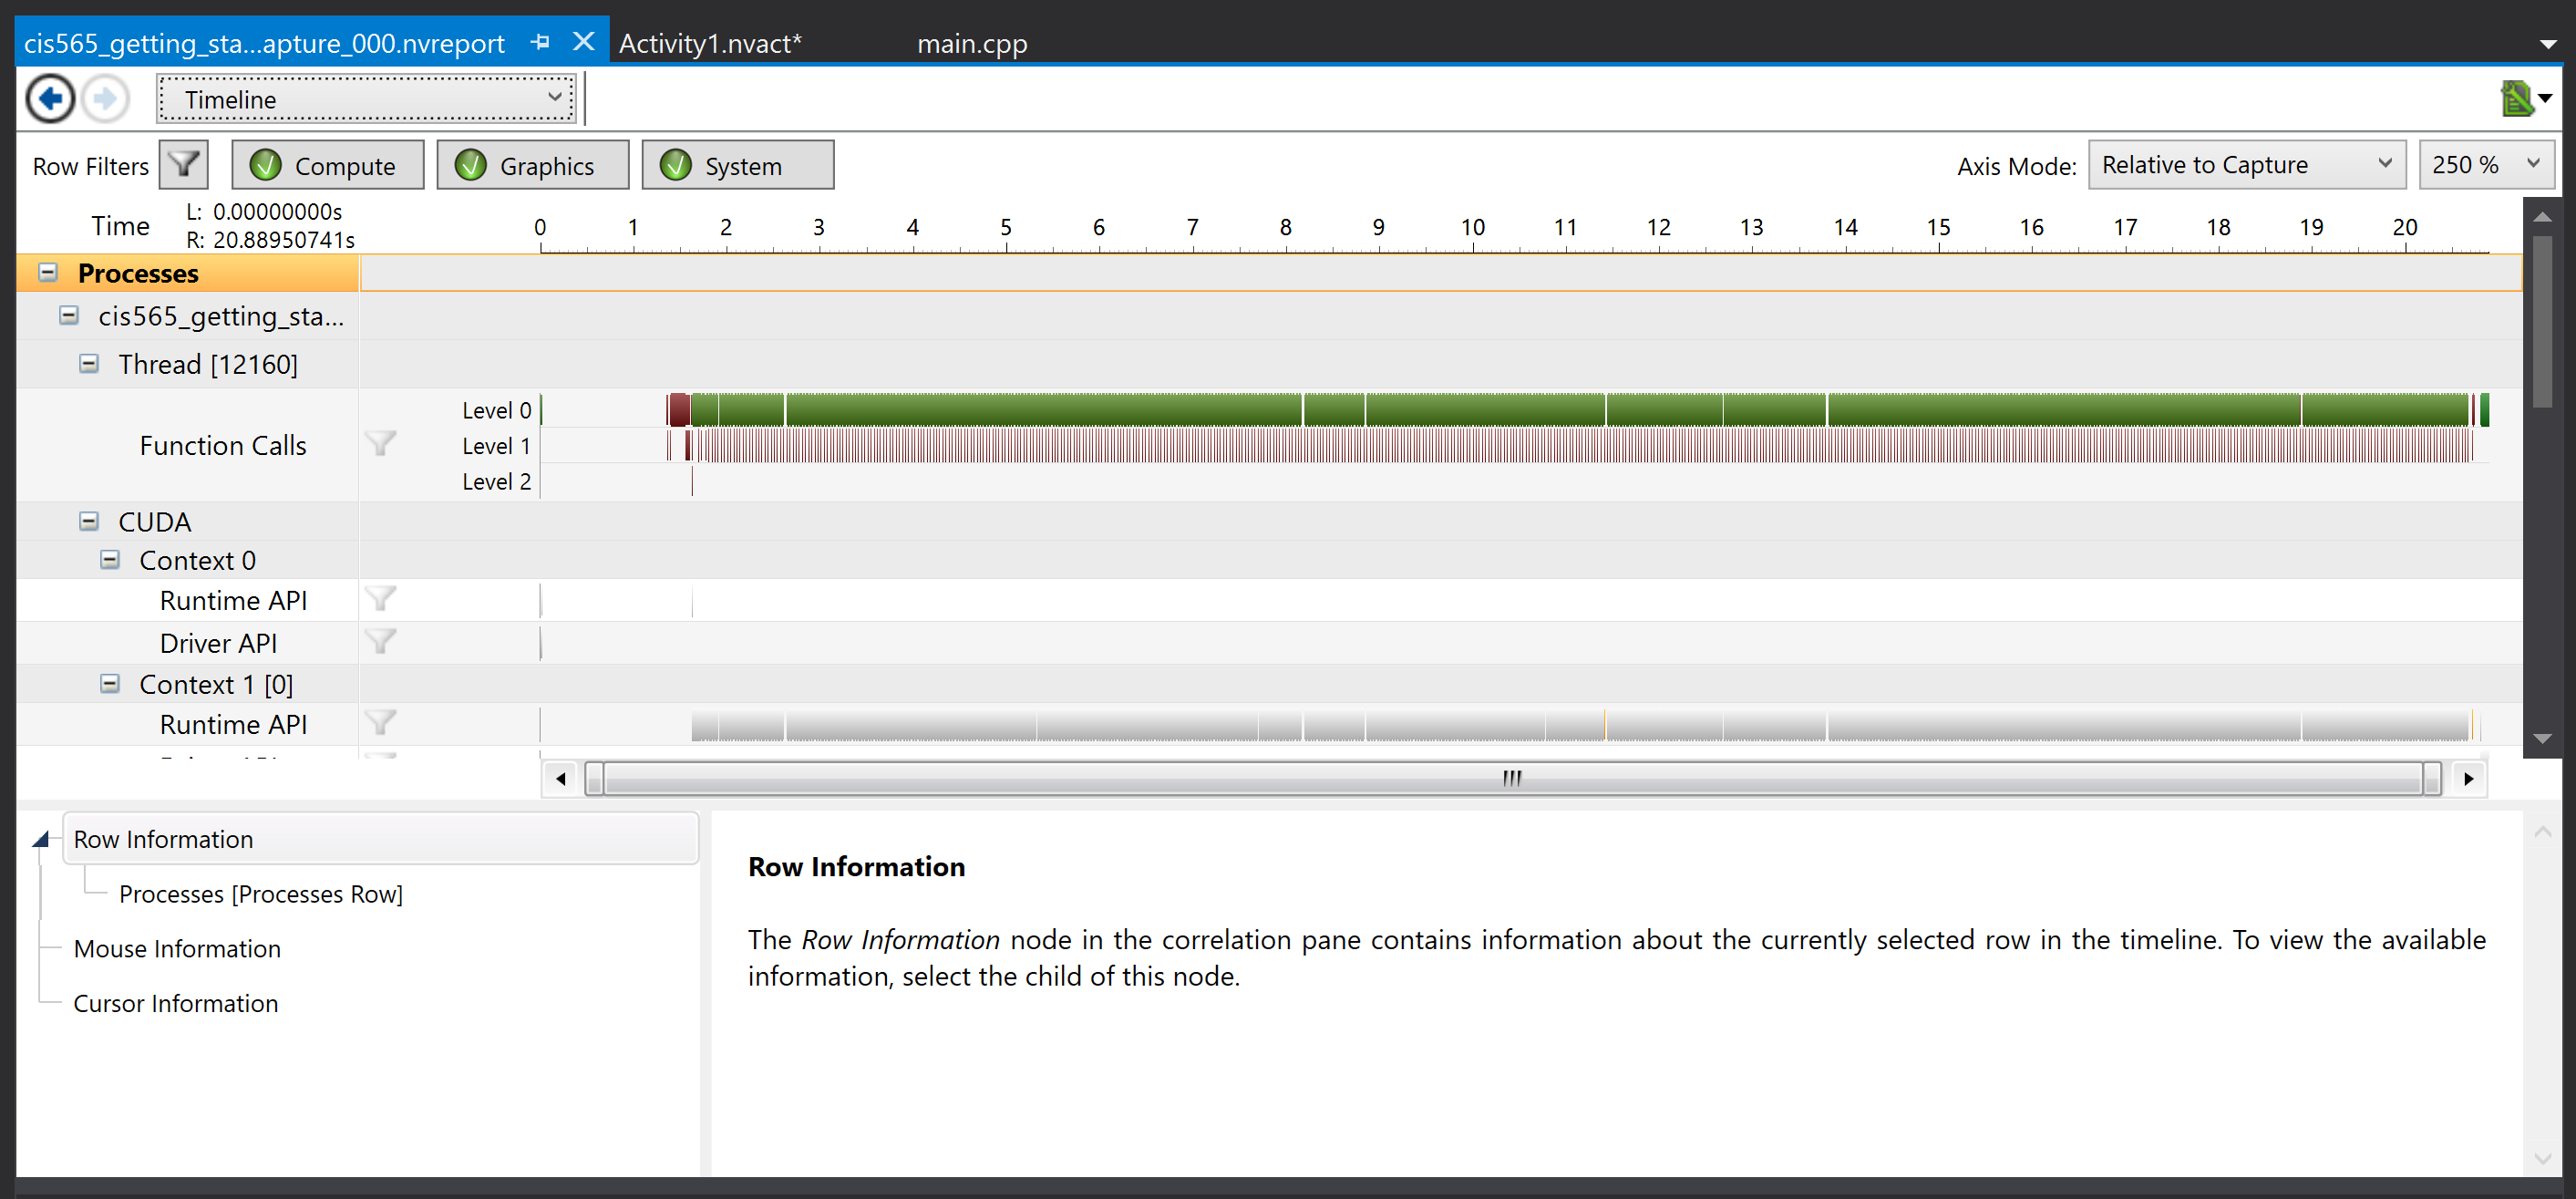 cis565_getting_sta...apture_000.nvreport
Activity1.nvact*
main.cpp
Timeline
Row Filters
Compute
Graphics
System
Axis Mode:
Relative to Capture
250 %
Time
L: 0.00000000s
R: 20.88950741s
0 1 2 3 4 5 6 7 8 9 10 11 12 13 14 15 16 17 18 19 20
Processes
cis565_getting_sta...
Thread [12160]
Function Calls
Level 0
Level 1
Level 2
CUDA
Context 0
Runtime API
Driver API
Context 1 [0]
Runtime API
Row Information
Processes [Processes Row]
Mouse Information
Cursor Information
Row Information
The Row Information node in the correlation pane contains information about the currently selected row in the timeline. To view the available
information, select the child of this node.